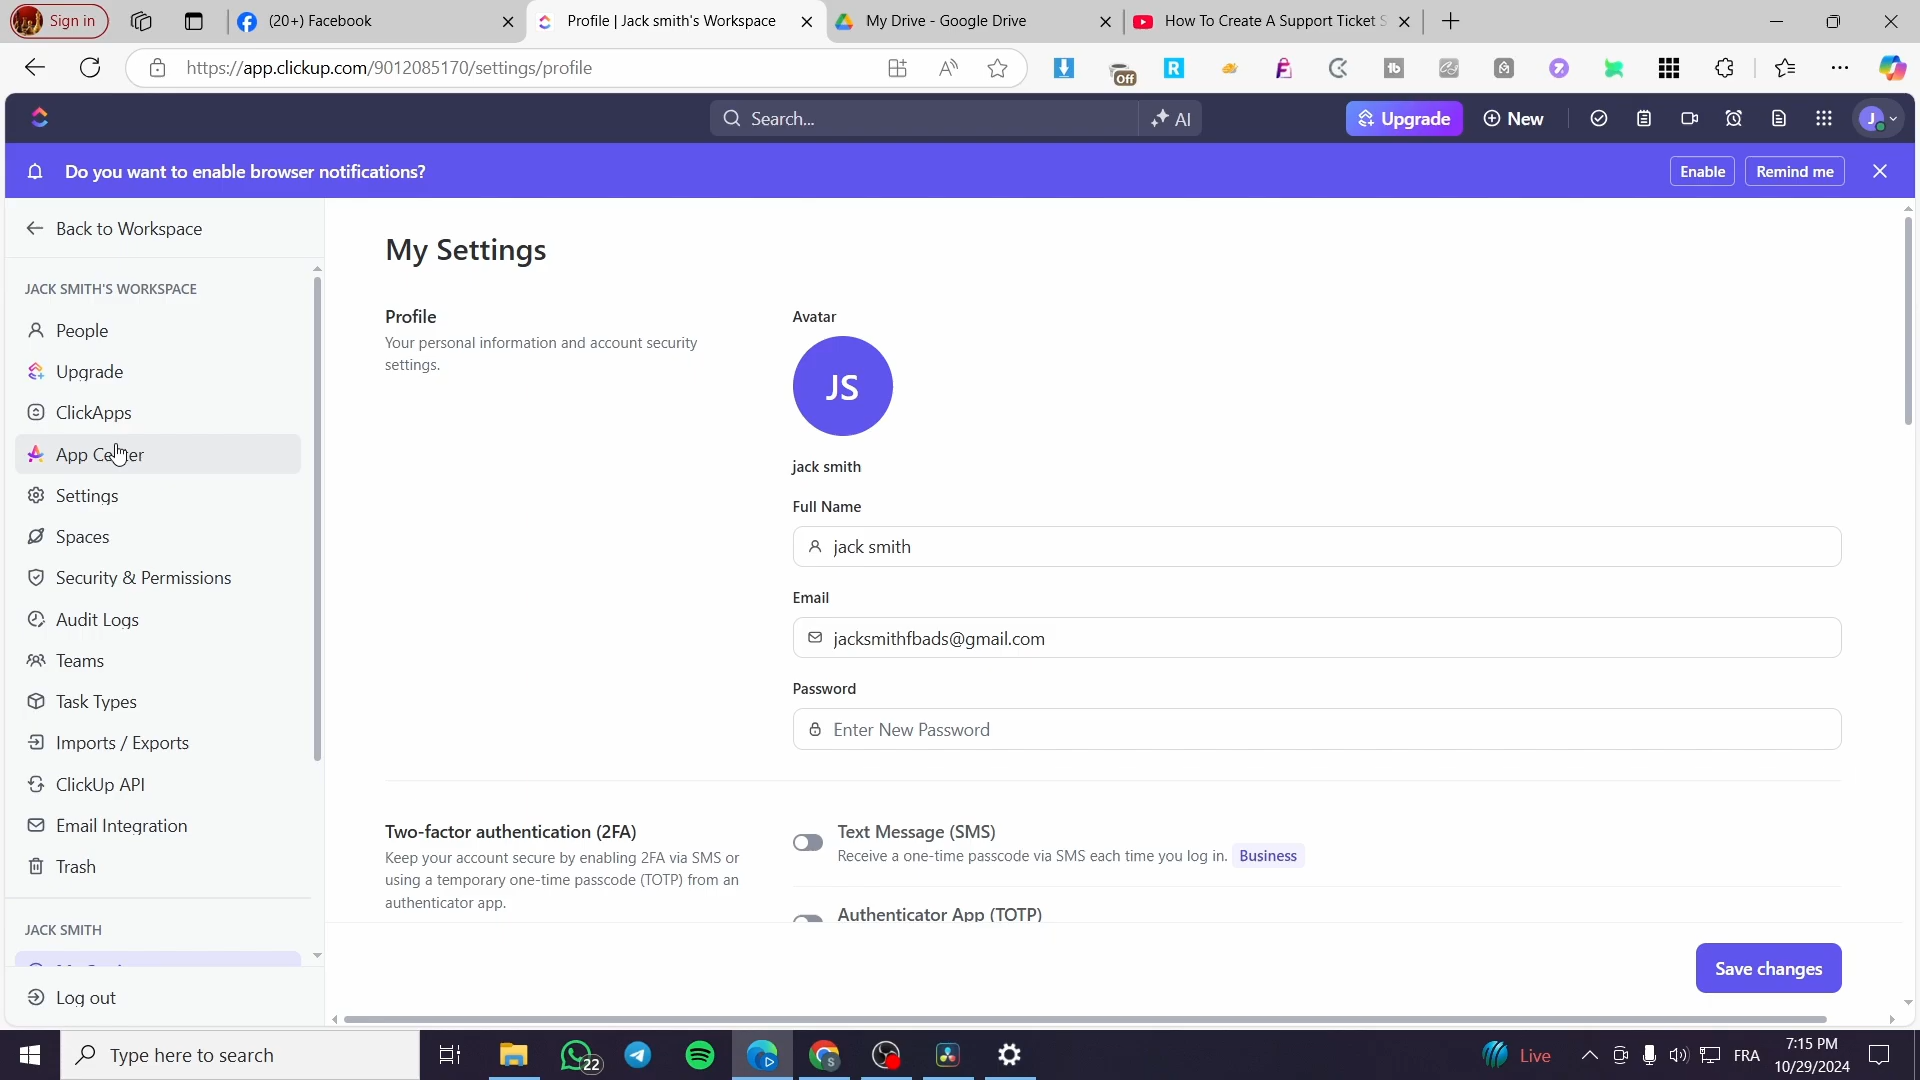 Sign in
(20+) Facebook
Profile | Jack smith's Workspace
My Drive - Google Drive
How To Create A Support Ticket S
https://app.clickup.com/9012085170/settings/profile
Off
Search...
AI
Upgrade
New
J
Do you want to enable browser notifications?
Enable
Remind me
Back to Workspace
JACK SMITH'S WORKSPACE
People
Upgrade
ClickApps
App Center
Settings
Spaces
Security & Permissions
Audit Logs
Teams
Task Types
Imports / Exports
ClickUp API
Email Integration
Trash
JACK SMITH
Log out
My Settings
Profile
Your personal information and account security
settings.
Avatar
JS
jack smith
Full Name
jack smith
Email
jacksmithfbads@gmail.com
Password
Enter New Password
Two-factor authentication (2FA)
Keep your account secure by enabling 2FA via SMS or
using a temporary one-time passcode (TOTP) from an
authenticator app.
Text Message (SMS)
Receive a one-time passcode via SMS each time you log in. Business
Authenticator App (TOTP)
Save changes
Type here to search
22
Live
FRA
7:15 PM
10/29/2024